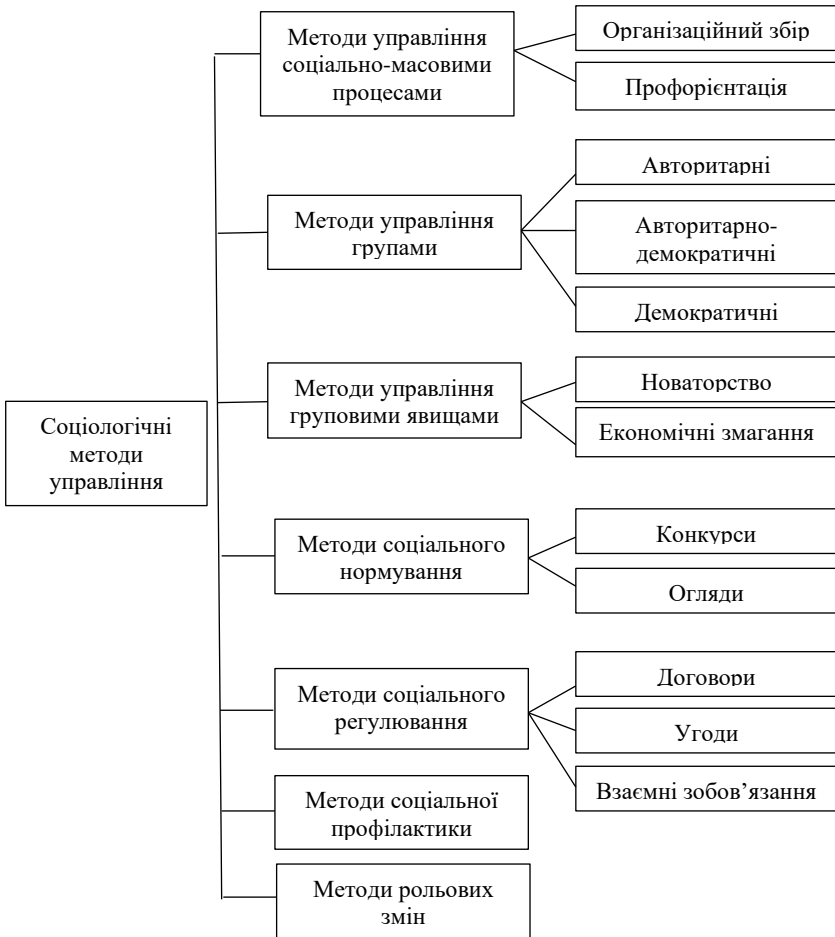 Методи управління
соціально-масовими
процесами
Організаційний збір
Профорієнтація
Методи управління
групами
Авторитарні
Авторитарно-
демократичні
Демократичні
Методи управління
груповими явищами
Новаторство
Економічні змагання
Соціологічні
методи
управління
Методи соціального
нормування
Конкурси
Огляди
Методи соціального
регулювання
Договори
Угоди
Взаємні зобов’язання
Методи соціальної
профілактики
Методи рольових
змін